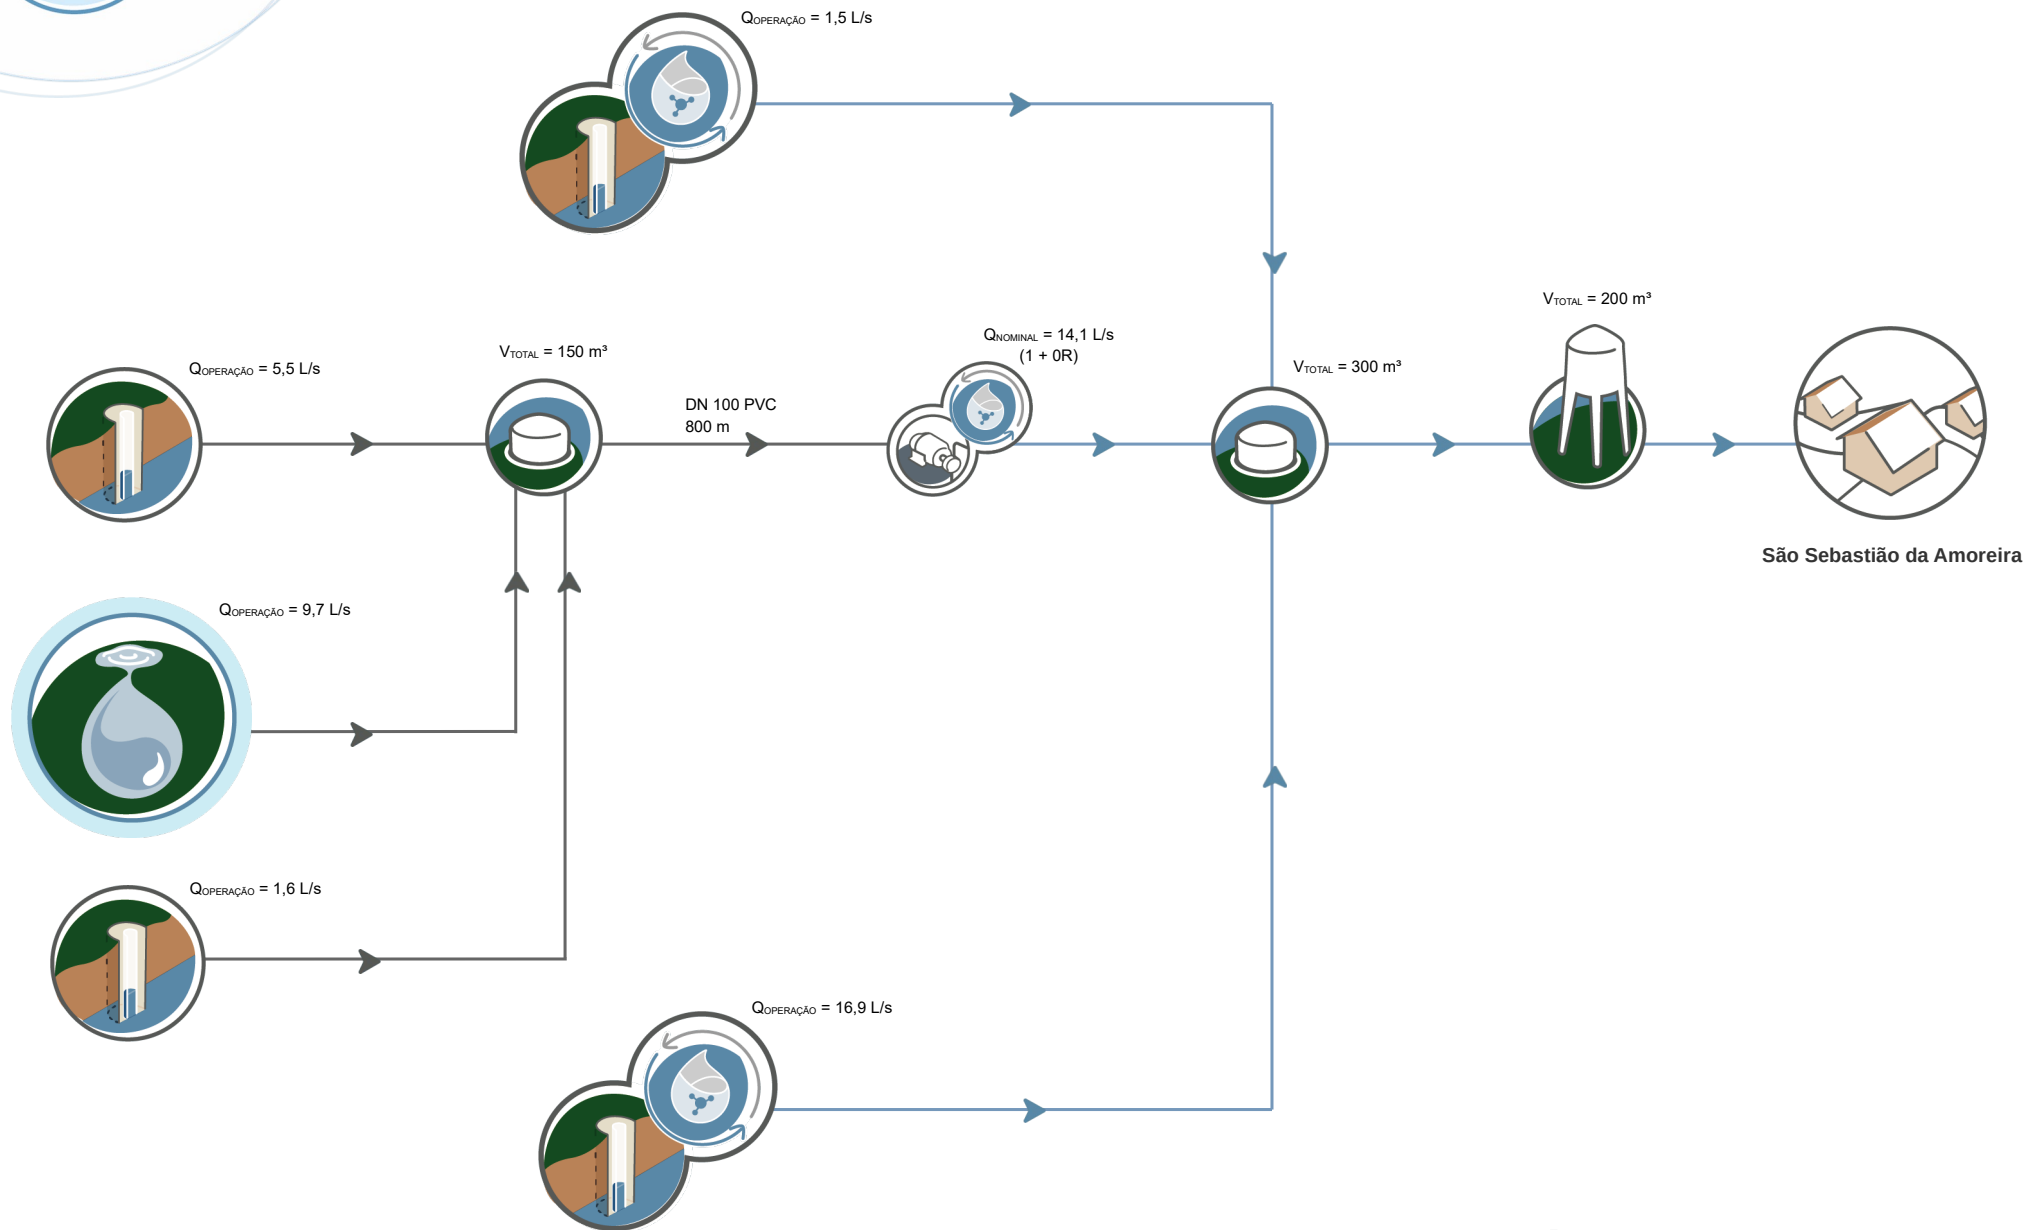 QOPERAÇÃO = 1,5 L/s
VTOTAL = 200 m³
QNOMINAL = 14,1 L/s
(1 + 0R)
VTOTAL = 150 m³
VTOTAL = 300 m³
QOPERAÇÃO = 5,5 L/s
DN 100 PVC
800 m
São Sebastião da Amoreira
QOPERAÇÃO = 9,7 L/s
QOPERAÇÃO = 1,6 L/s
QOPERAÇÃO = 16,9 L/s